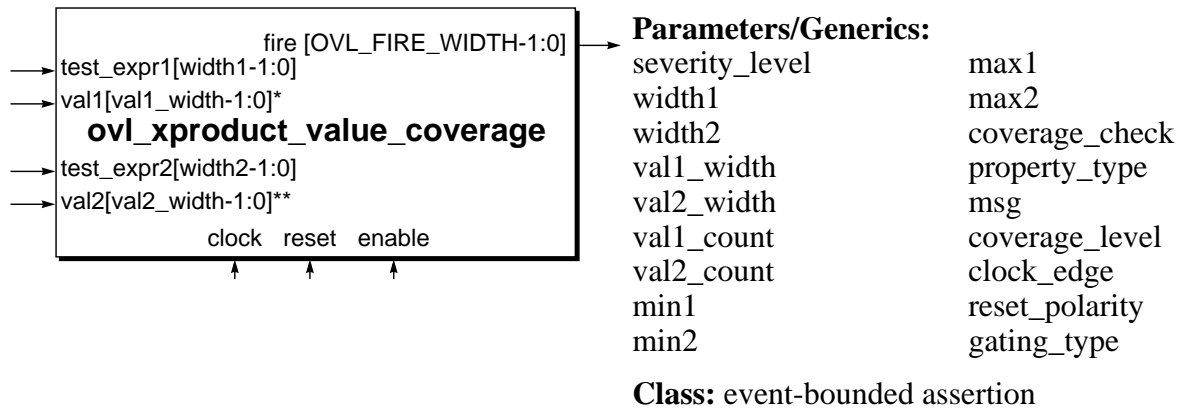 fire [OVL_FIRE_WIDTH-1:0]
test_expr1[width1-1:0]
val1[val1_width-1:0]*
ovl_xproduct_value_coverage
test_expr2[width2-1:0]
val2[val2_width-1:0]**
clock reset enable
Parameters/Generics:
severity_level max1
width1 max2
width2 coverage_check
val1_width property_type
val2_width msg
val1_count coverage_level
val2_count clock_edge
min1 reset_polarity
min2 gating_type
Class: event-bounded assertion